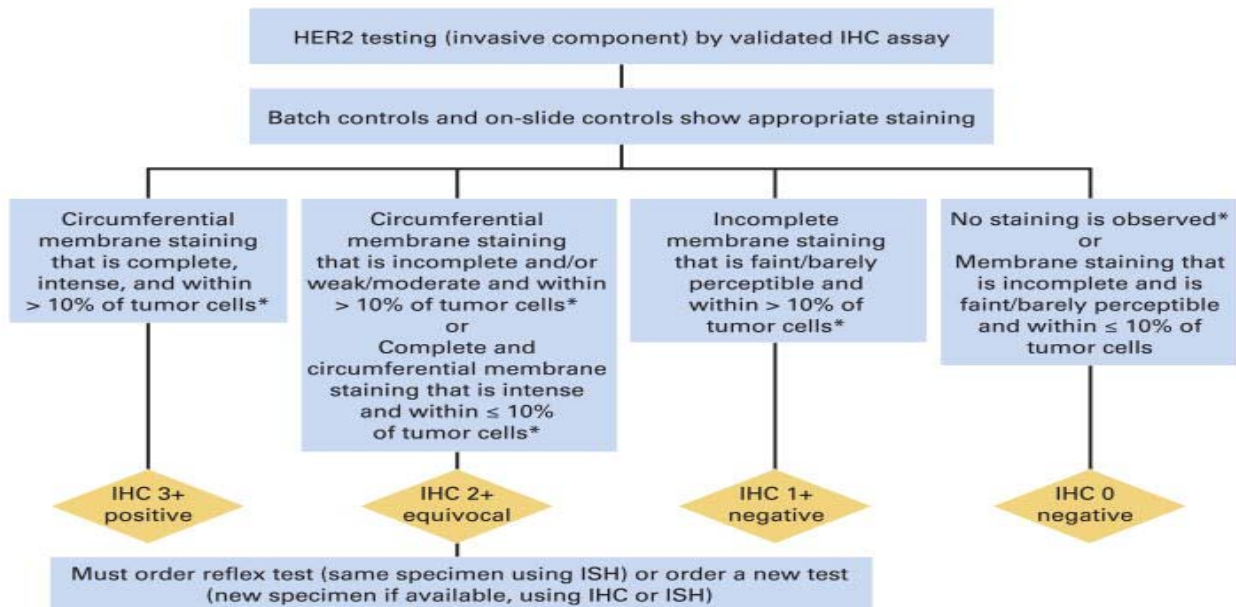 HER2 testing (invasive component) by validated IHC assay
Batch controls and on-slide controls show appropriate staining
Circumferential
membrane staining
that is complete,
intense, and within
> 10% of tumor cells*
Circumferential
membrane staining
that is incomplete and/or
weak/moderate and within
> 10% of tumor cells*
or
Complete and
circumferential membrane
staining that is intense
and within ≤ 10%
of tumor cells*
Incomplete
membrane staining
that is faint/barely
perceptible and
within > 10% of
tumor cells*
No staining is observed*
or
Membrane staining that
is incomplete and is
faint/barely perceptible
and within ≤ 10% of
tumor cells
IHC 3+
positive
IHC 2+
equivocal
IHC 1+
negative
IHC 0
negative
Must order reflex test (same specimen using ISH) or order a new test
(new specimen if available, using IHC or ISH)